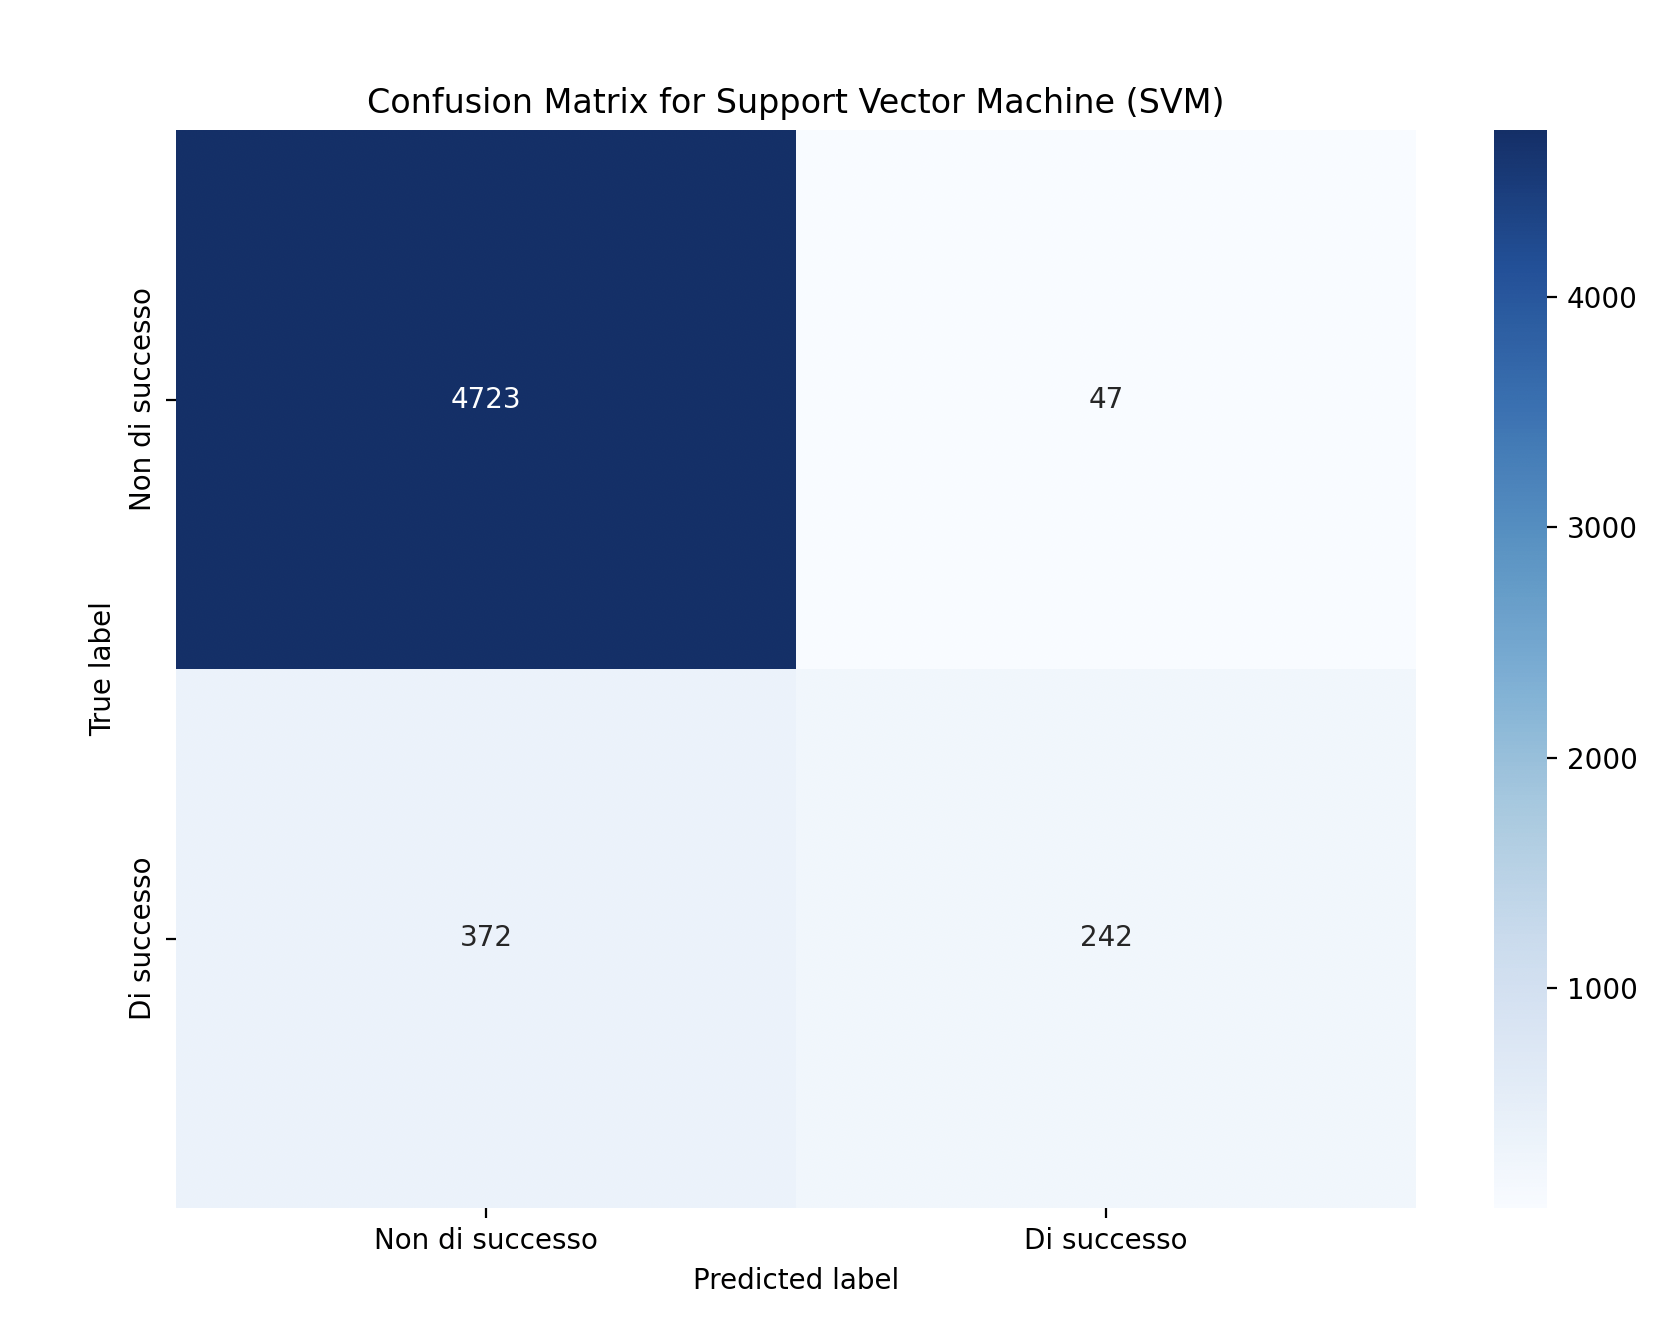 Confusion Matrix for Support Vector Machine (SVM)
True label
Non di successo
Di successo
4723
47
372
242
Non di successo
Di successo
Predicted label
4000
3000
2000
1000